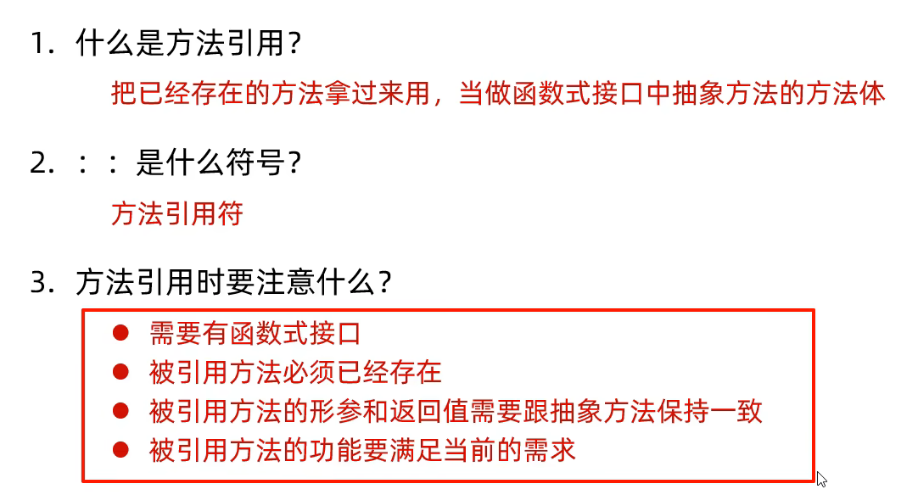 1. 什么是方法引用？
把已经存在的方法拿过来用，当做函数式接口中抽象方法的方法体
2. ：：是什么符号？
方法引用符
3. 方法引用时要注意什么？
● 需要有函数式接口
● 被引用方法必须已经存在
● 被引用方法的形参和返回值需要跟抽象方法保持一致
● 被引用方法的功能要满足当前的需求